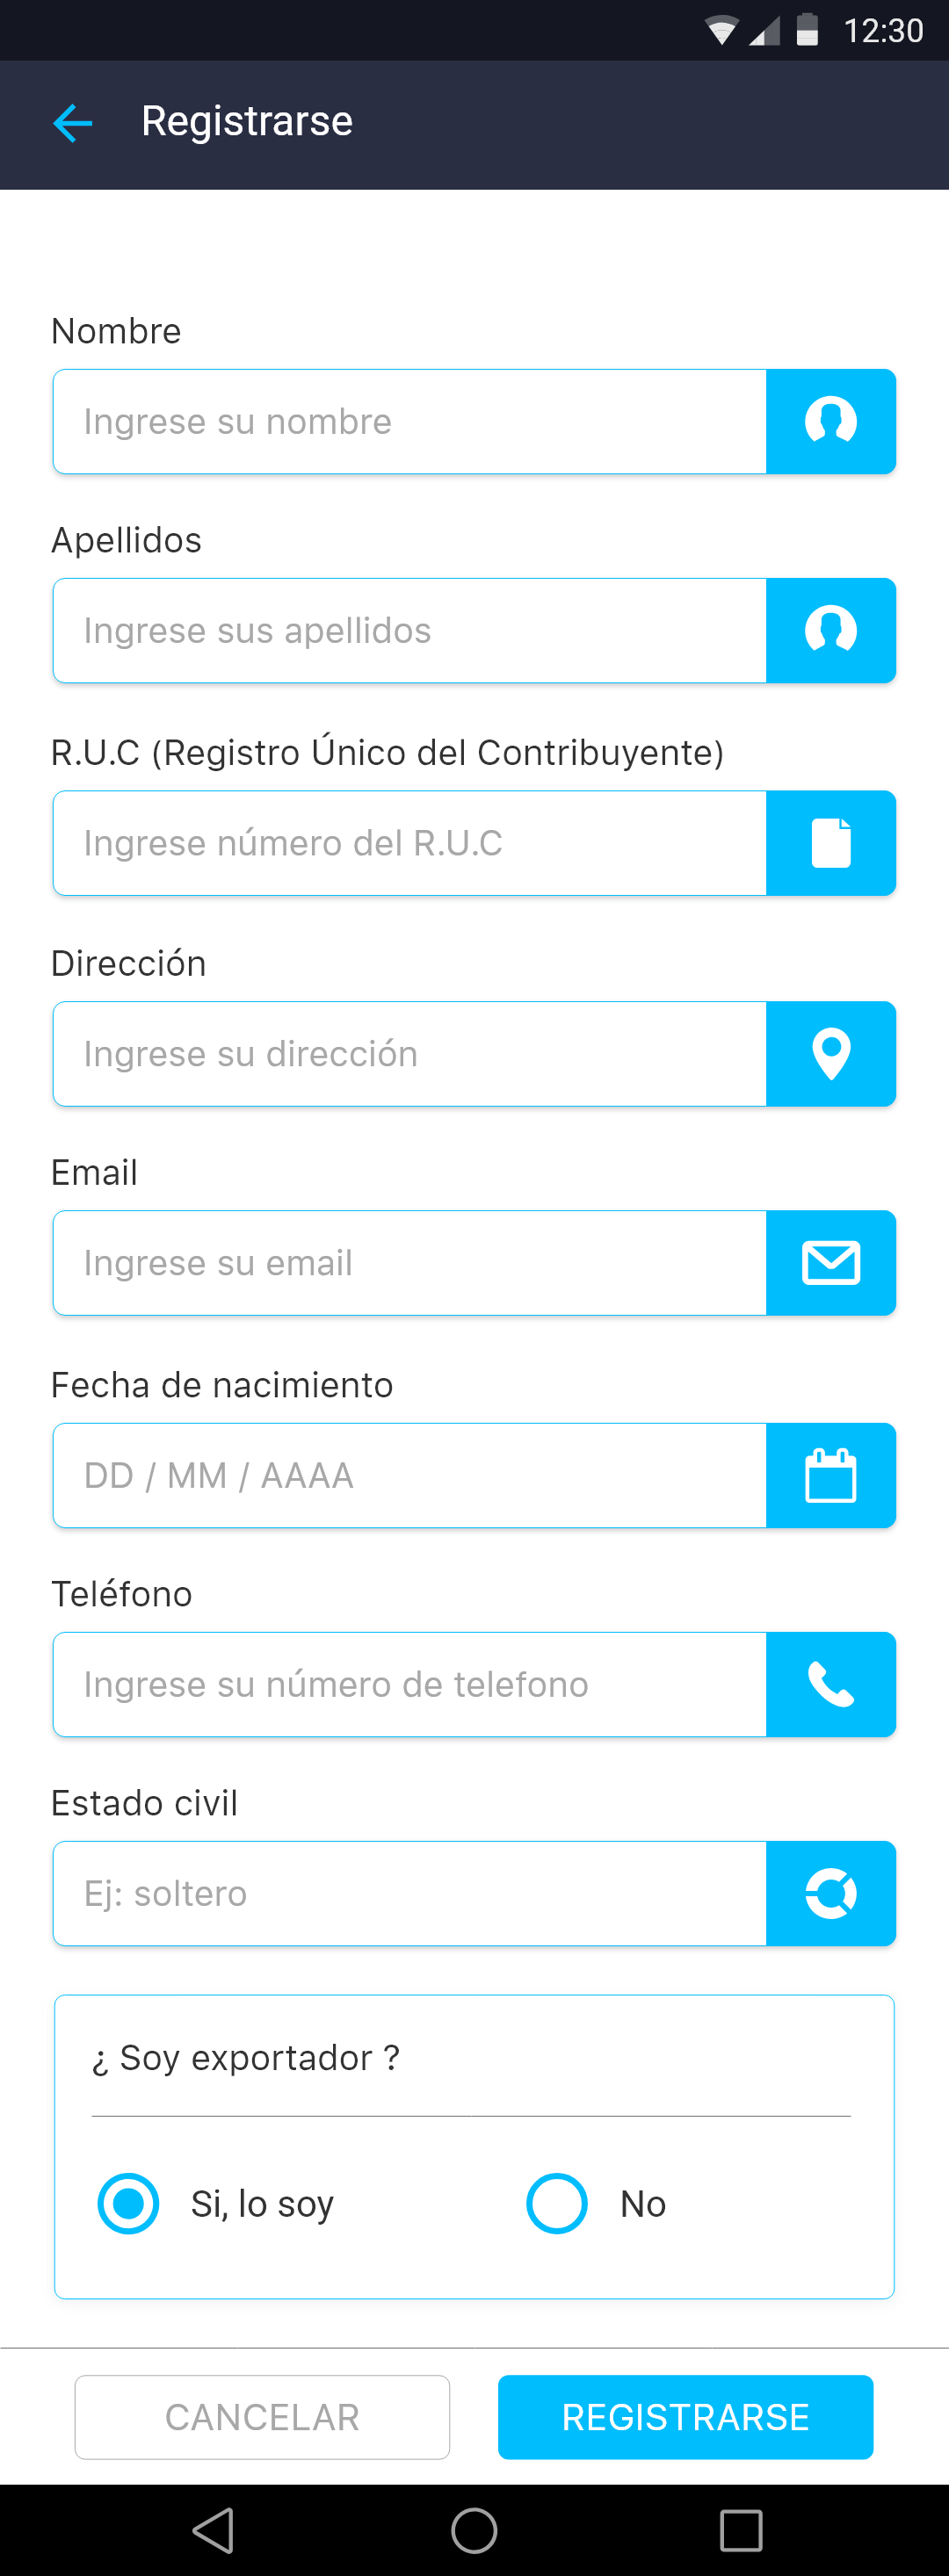 12:30
Registrarse
Nombre
Ingrese su nombre
Apellidos
Ingrese sus apellidos
R.U.C (Registro Único del Contribuyente)
Ingrese número del R.U.C
Dirección
Ingrese su dirección
Email
Ingrese su email
Fecha de nacimiento
DD / MM / AAAA
Teléfono
Ingrese su número de telefono
Estado civil
Ej: soltero
¿ Soy exportador ?
Si, lo soy No
CANCELAR REGISTRARSE